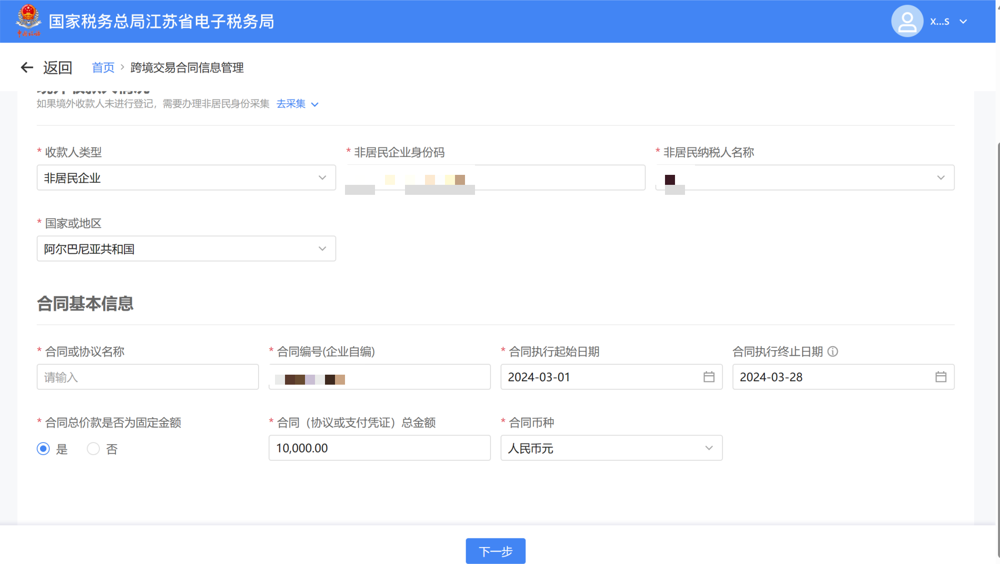 国家税务总局江苏省电子税务局
x...s
返回 首页 > 跨境交易合同信息管理
如果境外收款人未进行登记，需要办理非居民身份采集 去采集
* 收款人类型
* 非居民企业身份码
* 非居民纳税人名称
非居民企业
* 国家或地区
阿尔巴尼亚共和国
合同基本信息
* 合同或协议名称
* 合同编号(企业自编)
* 合同执行起始日期
合同执行终止日期
请输入
2024-03-01
2024-03-28
* 合同总价款是否为固定金额
* 合同（协议或支付凭证）总金额
* 合同币种
是 否
10,000.00
人民币元
下一步